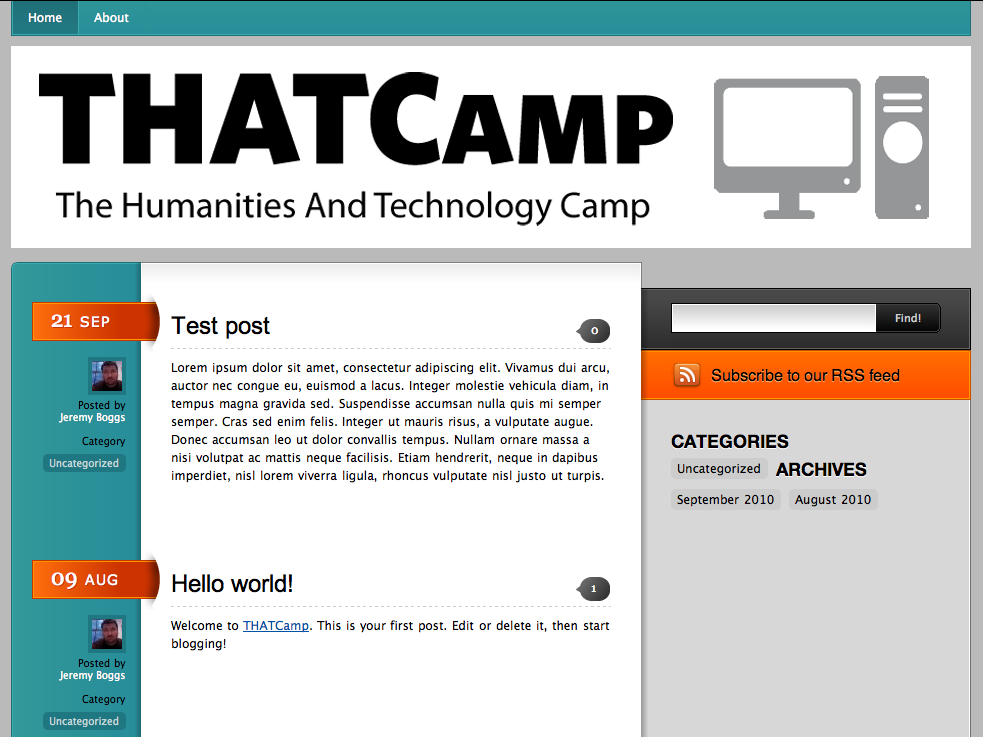 Home About
THATCAMP
The Humanities And Technology Camp
21 SEP
Posted by
Jeremy Boggs
Category
Uncategorized
Test post
0
Lorem ipsum dolor sit amet, consectetur adipiscing elit. Vivamus dui arcu,
auctor nec congue eu, euismod a lacus. Integer molestie vehicula diam, in
tempus magna gravida sed. Suspendisse accumsan nulla quis mi semper
semper. Cras sed enim felis. Integer ut mauris risus, a vulputate augue.
Donec accumsan leo ut dolor convallis tempus. Nullam ornare massa a
nisi volutpat ac mattis neque facilisis. Etiam hendrerit, neque in dapibus
imperdiet, nisl lorem viverra ligula, rhoncus vulputate nisl justo ut turpis.
09 AUG
Posted by
Jeremy Boggs
Category
Uncategorized
Hello world!
1
Welcome to THATCamp. This is your first post. Edit or delete it, then start
blogging!
Find!
Subscribe to our RSS feed
CATEGORIES
Uncategorized ARCHIVES
September 2010 August 2010